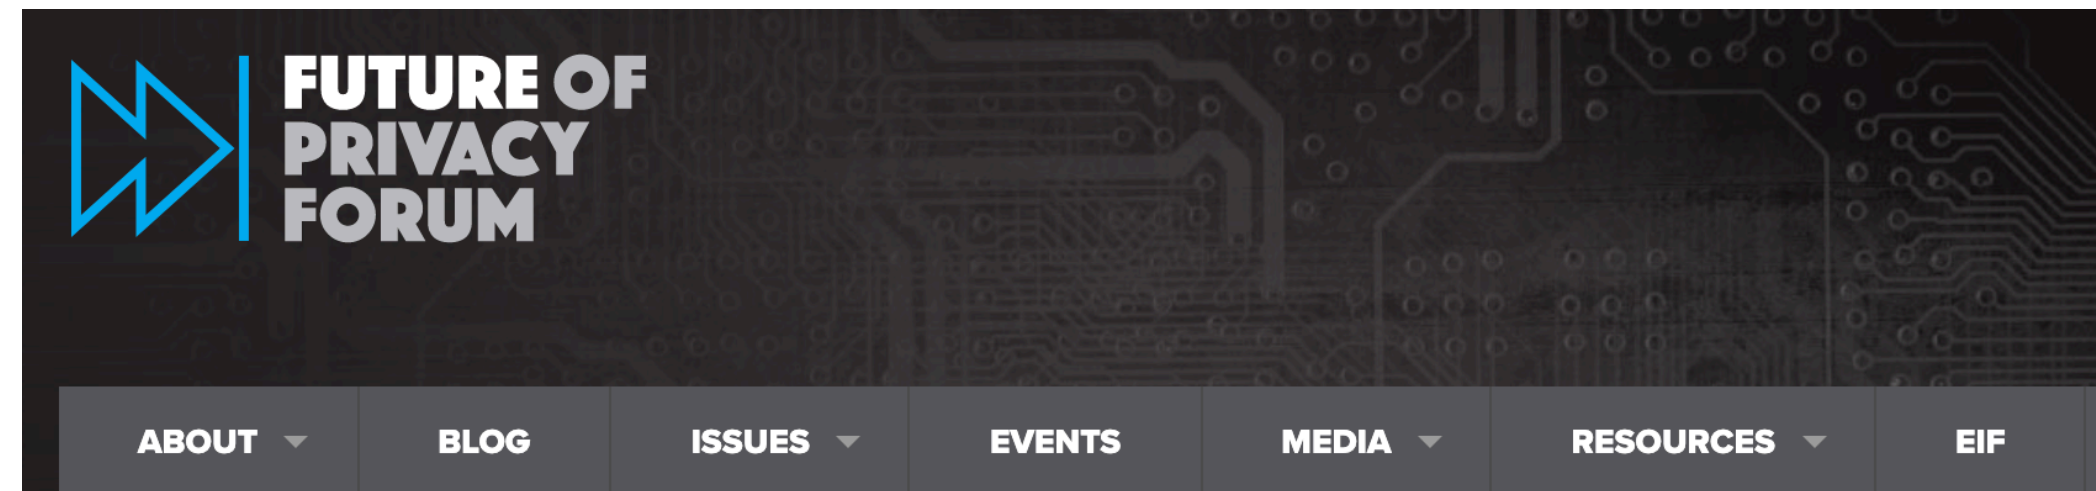 FUTURE OF
PRIVACY
FORUM
ABOUT BLOG ISSUES EVENTS MEDIA RESOURCES EIF